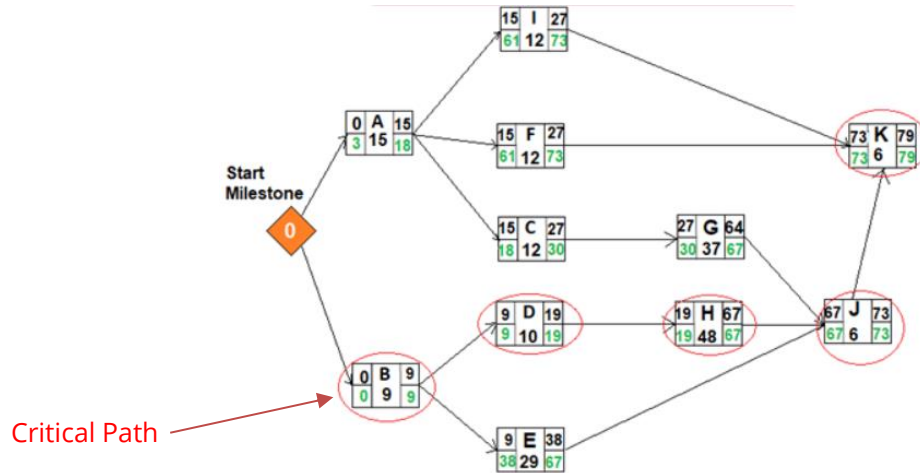 15 I 27
61 12 73
0 A 15
3 15 18
15 F 27
61 12 73
73 K 79
73 6 79
Start
Milestone
0
15 C 27
18 12 30
27 G 64
30 37 67
9 D 19
9 10 19
19 H 67
19 48 67
67 J 73
67 6 73
0 B 9
0 9 9
Critical Path
9 E 38
38 29 67